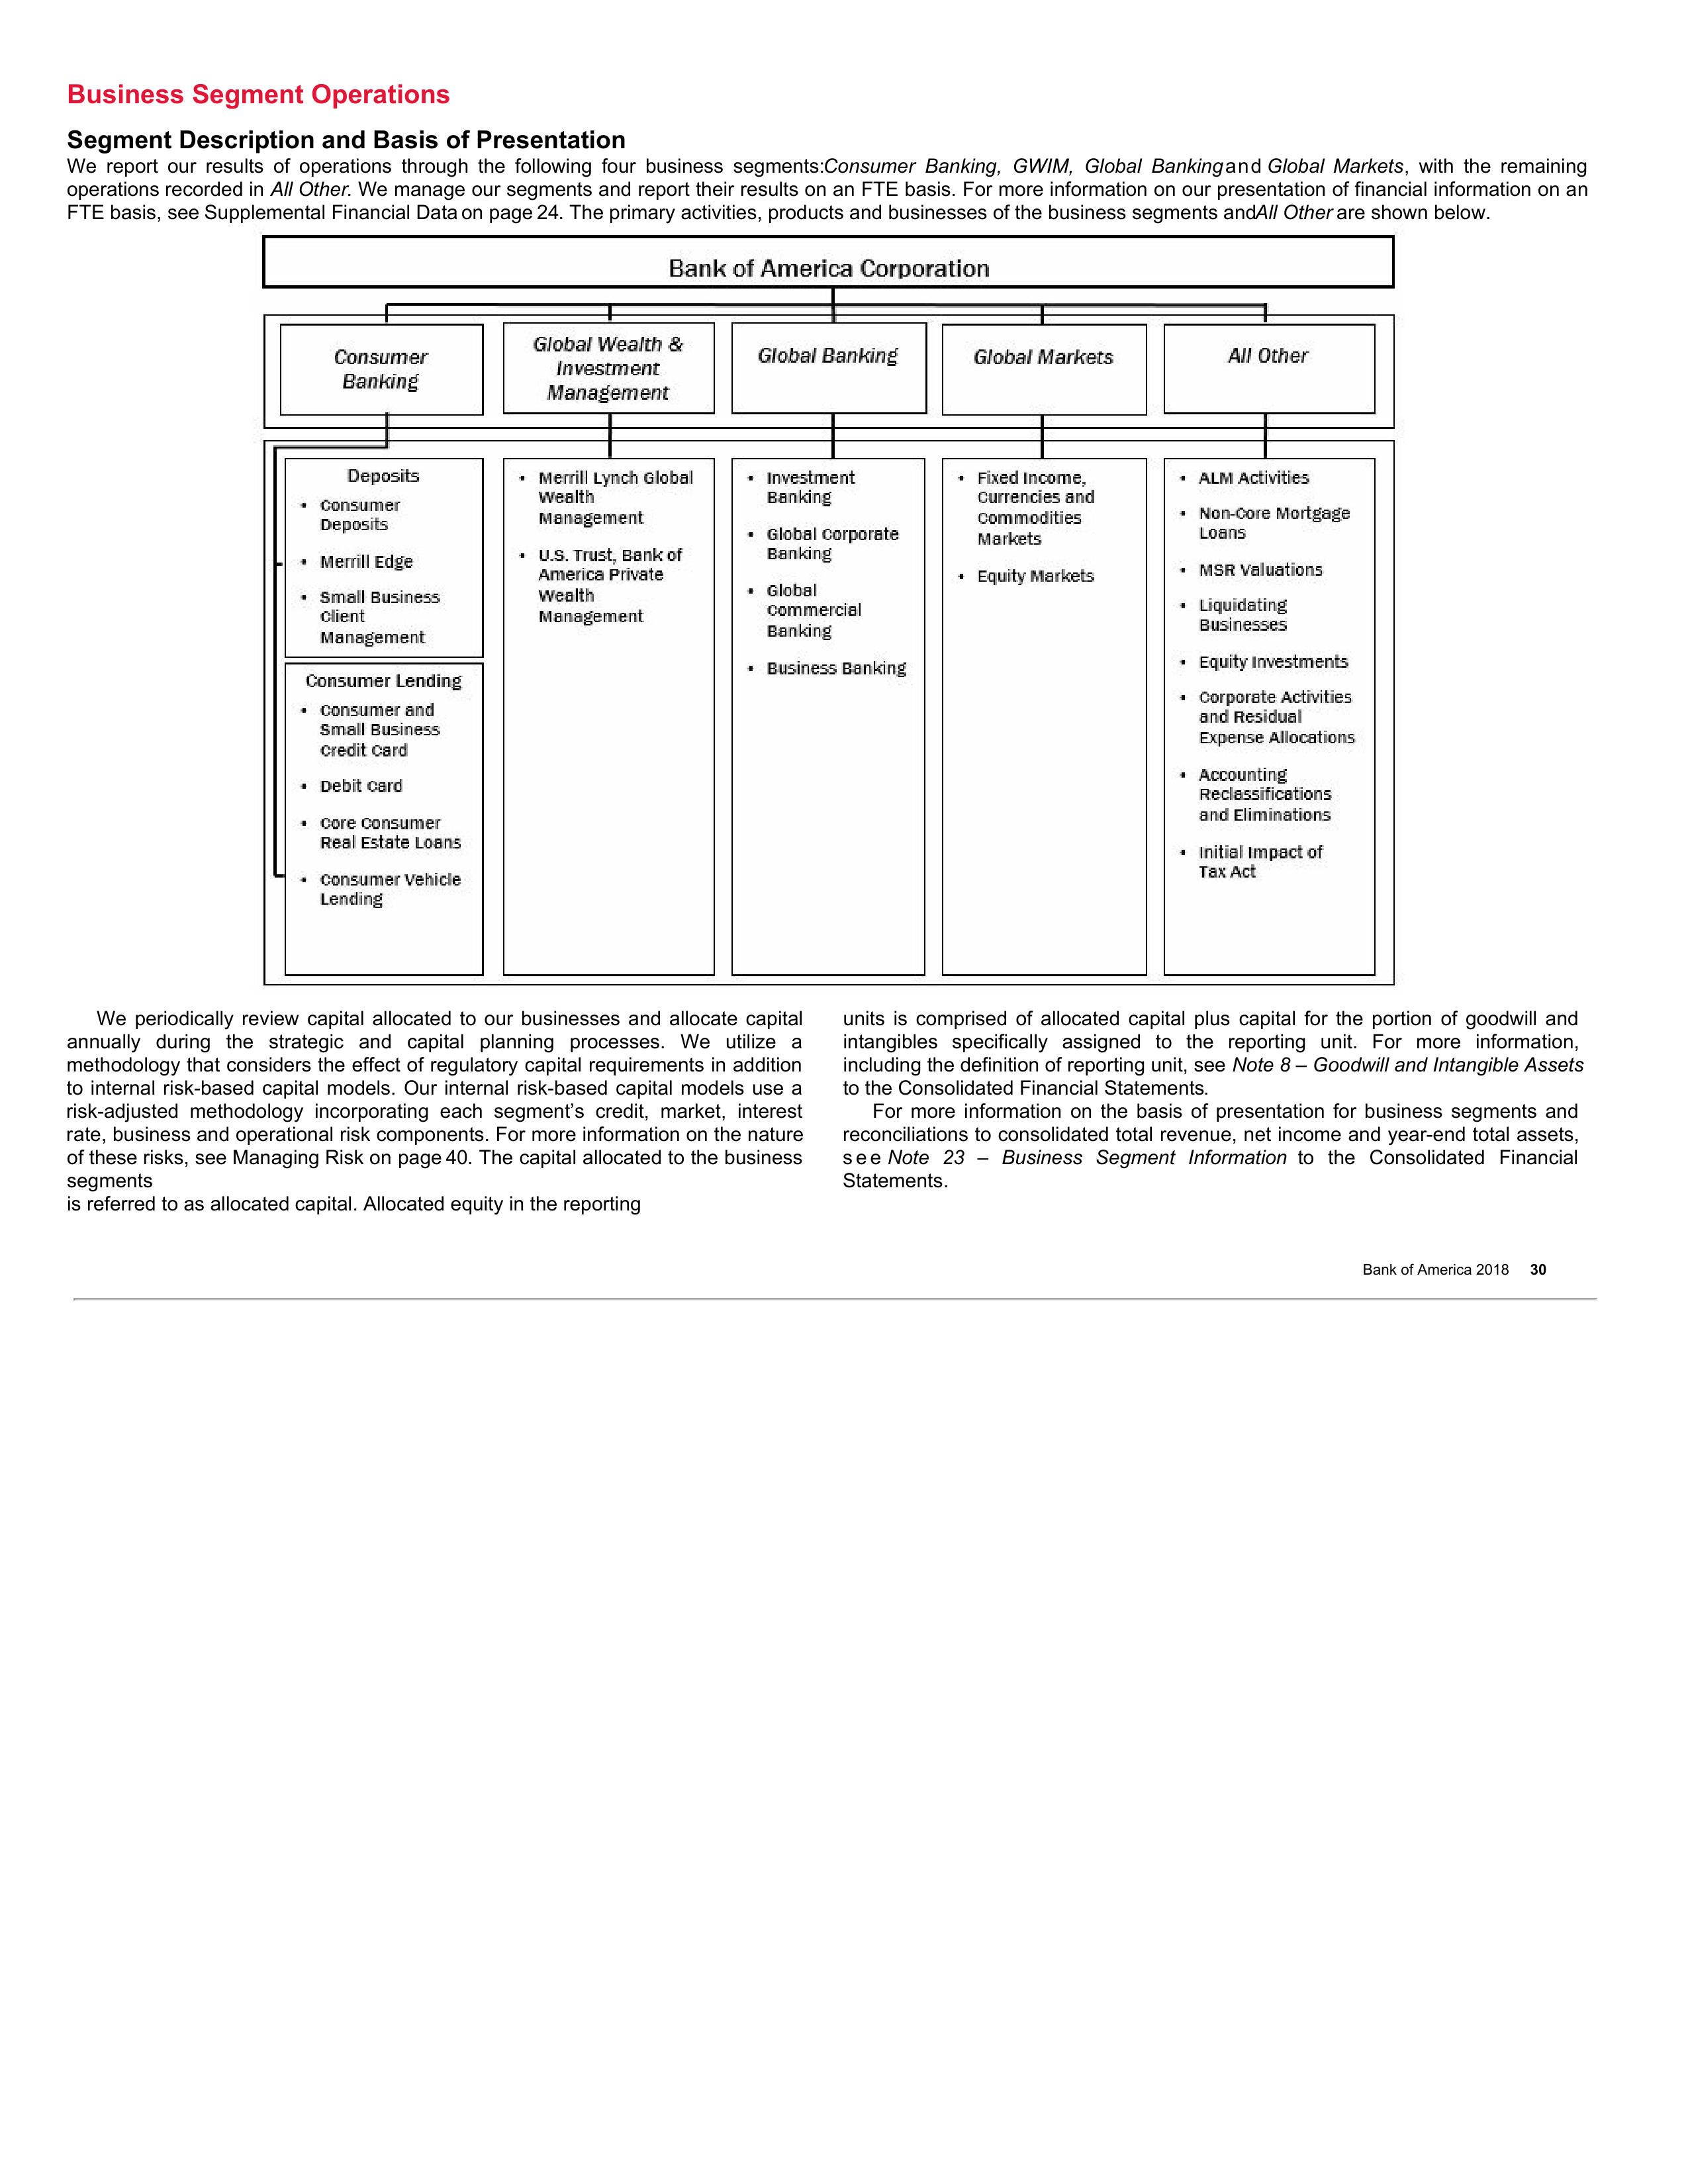 Business Segment Operations
Segment Description and Basis of Presentation
We report our results of operations through the following four business segments:Consumer Banking, GWIM, Global Banking and Global Markets, with the remaining
operations recorded in All Other. We manage our segments and report their results on an FTE basis. For more information on our presentation of financial information on an
FTE basis, see Supplemental Financial Data on page 24. The primary activities, products and businesses of the business segments andAll Other are shown below.
Bank of America Corporation
Consumer
Banking
Global Wealth &
Investment
Management
Global Banking
Global Markets
All Other
Deposits
• Consumer
Deposits
• Merrill Edge
• Small Business
Client
Management
Consumer Lending
• Consumer and
Small Business
Credit Card
• Debit Card
• Core Consumer
Real Estate Loans
• Consumer Vehicle
Lending
• Merrill Lynch Global
Wealth
Management
• U.S. Trust, Bank of
America Private
Wealth
Management
• Investment
Banking
• Global Corporate
Banking
• Global
Commercial
Banking
• Business Banking
• Fixed Income,
Currencies and
Commodities
Markets
• Equity Markets
• ALM Activities
• Non-Core Mortgage
Loans
• MSR Valuations
• Liquidating
Businesses
• Equity Investments
• Corporate Activities
and Residual
Expense Allocations
• Accounting
Reclassifications
and Eliminations
• Initial Impact of
Tax Act
We periodically review capital allocated to our businesses and allocate capital
annually during the strategic and capital planning processes. We utilize a
methodology that considers the effect of regulatory capital requirements in addition
to internal risk-based capital models. Our internal risk-based capital models use a
risk-adjusted methodology incorporating each segment’s credit, market, interest
rate, business and operational risk components. For more information on the nature
of these risks, see Managing Risk on page 40. The capital allocated to the business
segments
is referred to as allocated capital. Allocated equity in the reporting
units is comprised of allocated capital plus capital for the portion of goodwill and
intangibles specifically assigned to the reporting unit. For more information,
including the definition of reporting unit, see Note 8 – Goodwill and Intangible Assets
to the Consolidated Financial Statements.
For more information on the basis of presentation for business segments and
reconciliations to consolidated total revenue, net income and year-end total assets,
see Note 23 – Business Segment Information to the Consolidated Financial
Statements.
Bank of America 2018 30